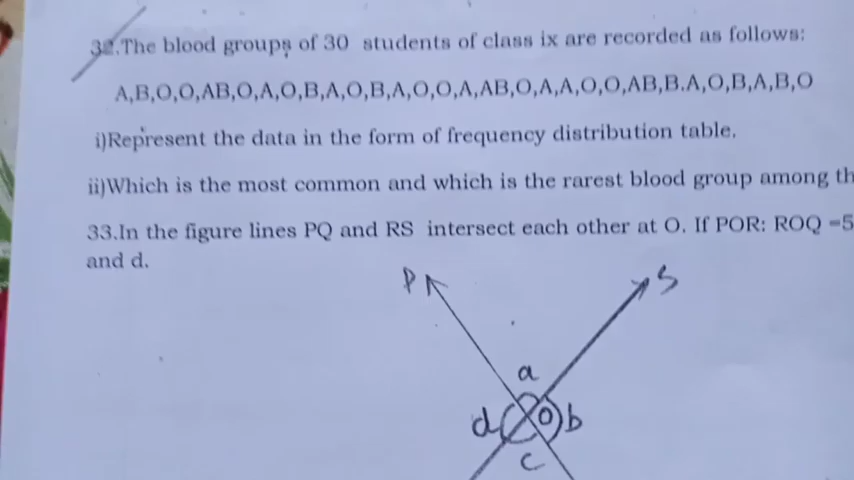 32.The blood groups of 30 students of class ix are recorded as follows:
A,B,O,O,AB,O,A,O,B,A,O,B,A,O,O,A,AB,O,A,A,O,O,AB,B.A,O,B,A,B,O
i)Represent the data in the form of frequency distribution table.
ii)Which is the most common and which is the rarest blood group among th
33.In the figure lines PQ and RS intersect each other at O. If POR: ROQ =5
and d.
P S
a
d O b
c